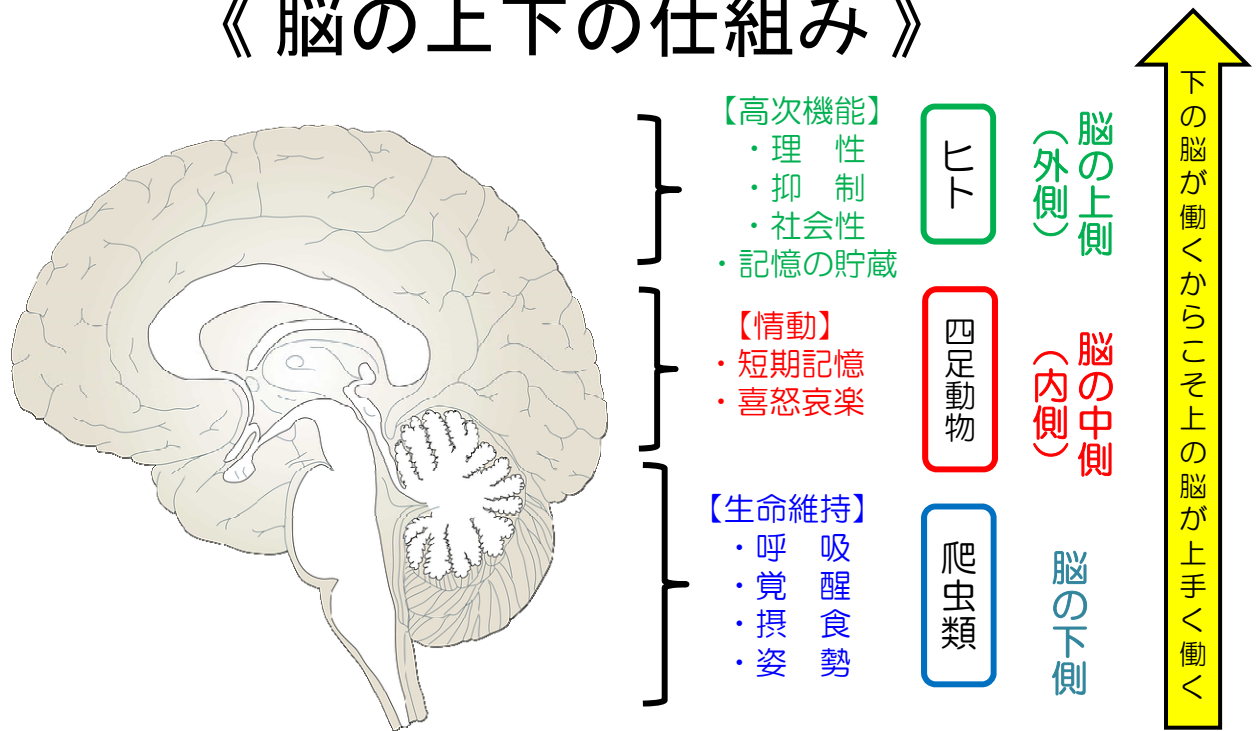 《 脳の上下の仕組み 》
【高次機能】
・理　性
・抑　制
・社会性
・記憶の貯蔵
ヒト
脳の上側
（外側）
【情動】
・短期記憶
・喜怒哀楽
四足動物
脳の中側
（内側）
【生命維持】
・呼　吸
・覚　醒
・摂　食
・姿　勢
爬虫類
脳の下側
下の脳が働くからこそ上の脳が上手く働く